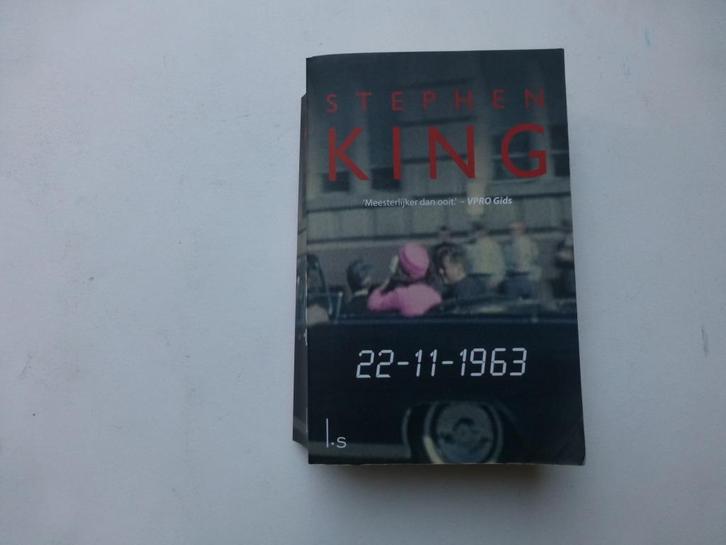 STEPHEN
KING
'Meesterlijker dan ooit.' – VPRO Gids
22-11-1963
l.s